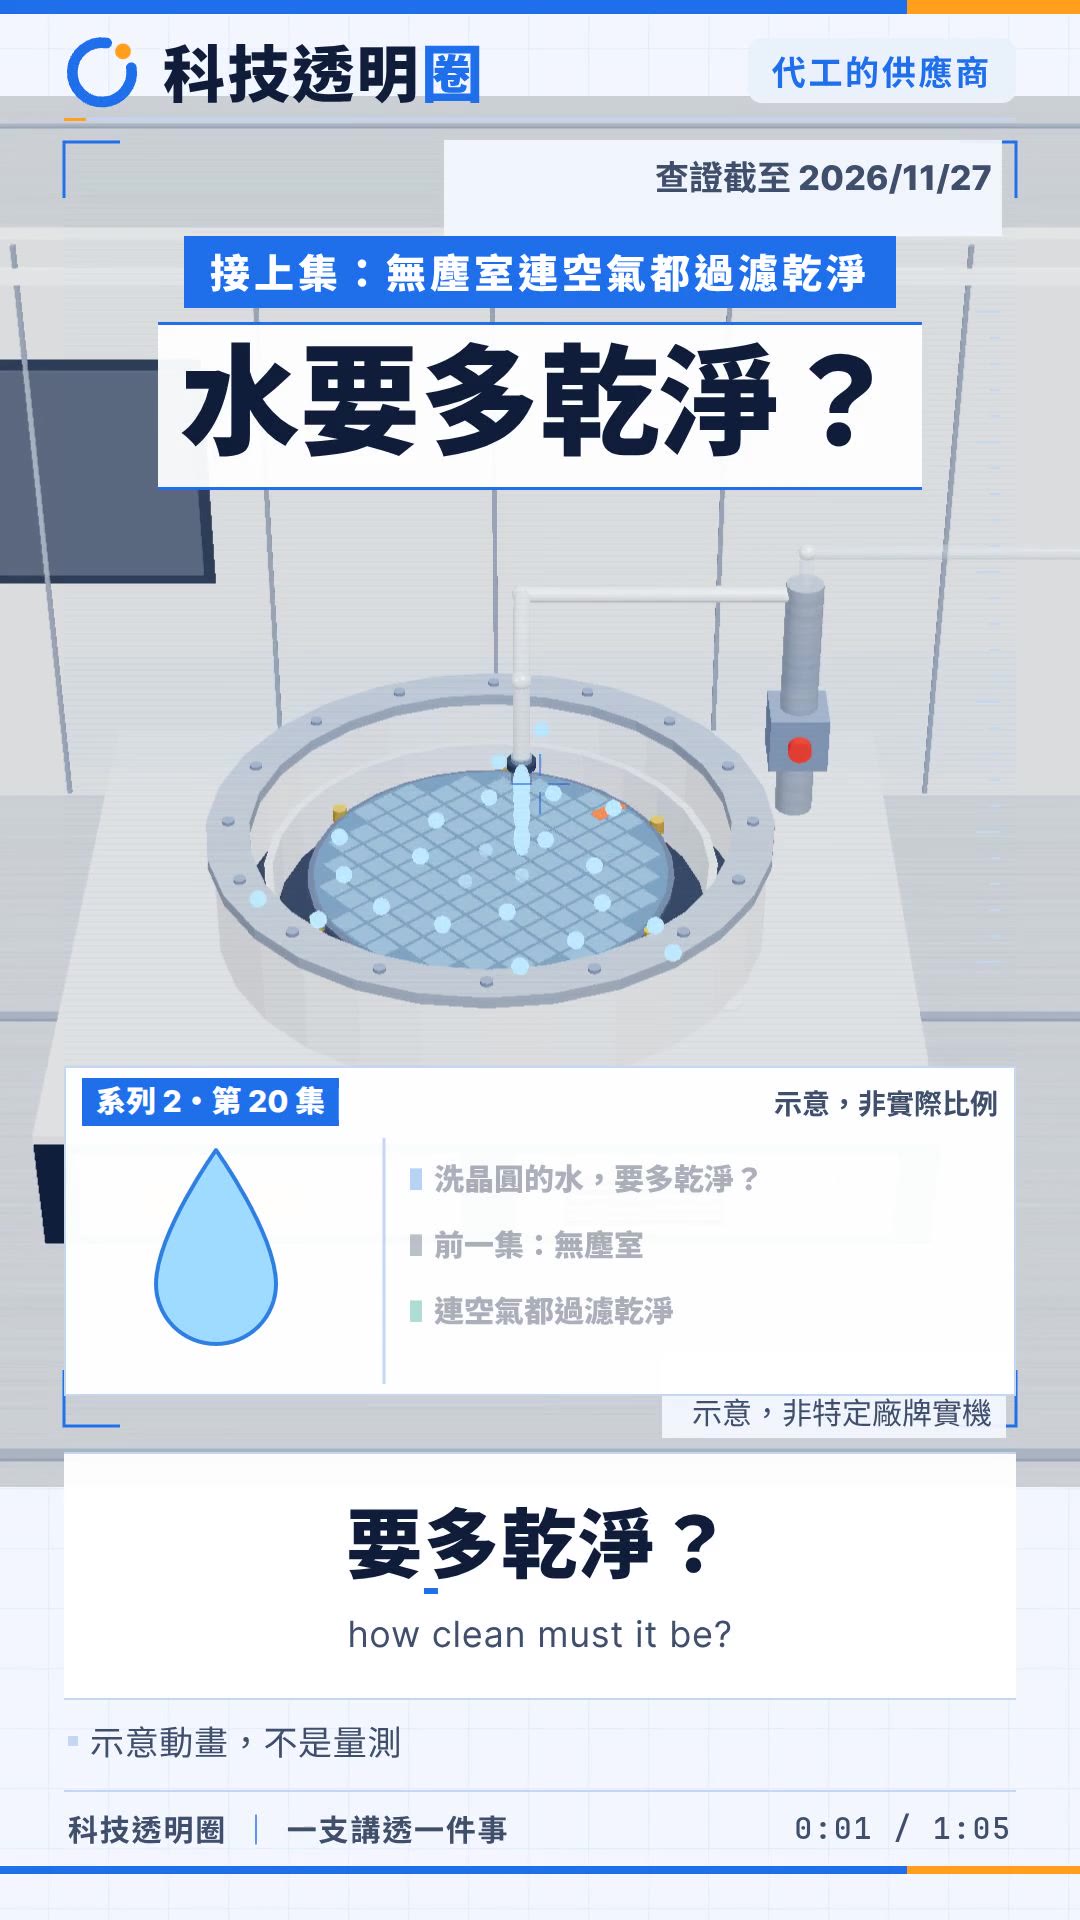 科技透明圈
代工的供應商
查證截至 2026/11/27
接上集：無塵室連空氣都過濾乾淨
水要多乾淨？
系列 2・第 20 集
示意，非實際比例
洗晶圓的水，要多乾淨？
前一集：無塵室
連空氣都過濾乾淨
示意，非特定廠牌實機
要多乾淨？
how clean must it be?
示意動畫，不是量測
科技透明圈｜一支講透一件事
0:01 / 1:05